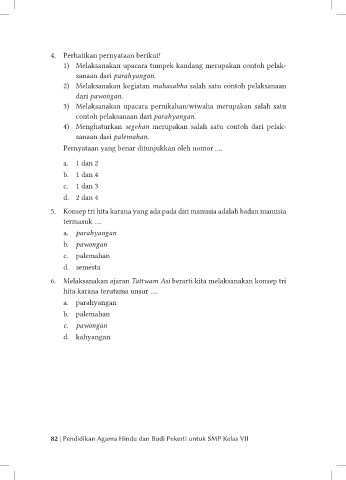 4. Perhatikan pernyataan berikut!
1) Melaksanakan upacara tumpek kandang merupakan contoh pelak-
sanaan dari parahyangan.
2) Melaksanakan kegiatan mahasabha salah satu contoh pelaksanaan
dari pawongan.
3) Melaksanakan upacara pernikahan/wiwaha merupakan salah satu
contoh pelaksanaan dari parahyangan.
4) Menghaturkan segehan merupakan salah satu contoh dari pelak-
sanaan dari palemahan.
Pernyataan yang benar ditunjukkan oleh nomor ....
a. 1 dan 2
b. 1 dan 4
c. 1 dan 3
d. 2 dan 4
5. Konsep tri hita karana yang ada pada diri manusia adalah badan manusia
termasuk ....
a. parahyangan
b. pawongan
c. palemahan
d. semesta
6. Melaksanakan ajaran Tattwam Asi berarti kita melaksanakan konsep tri
hita karana terutama unsur ....
a. parahyangan
b. palemahan
c. pawongan
d. kahyangan
82 | Pendidikan Agama Hindu dan Budi Pekerti untuk SMP Kelas VII